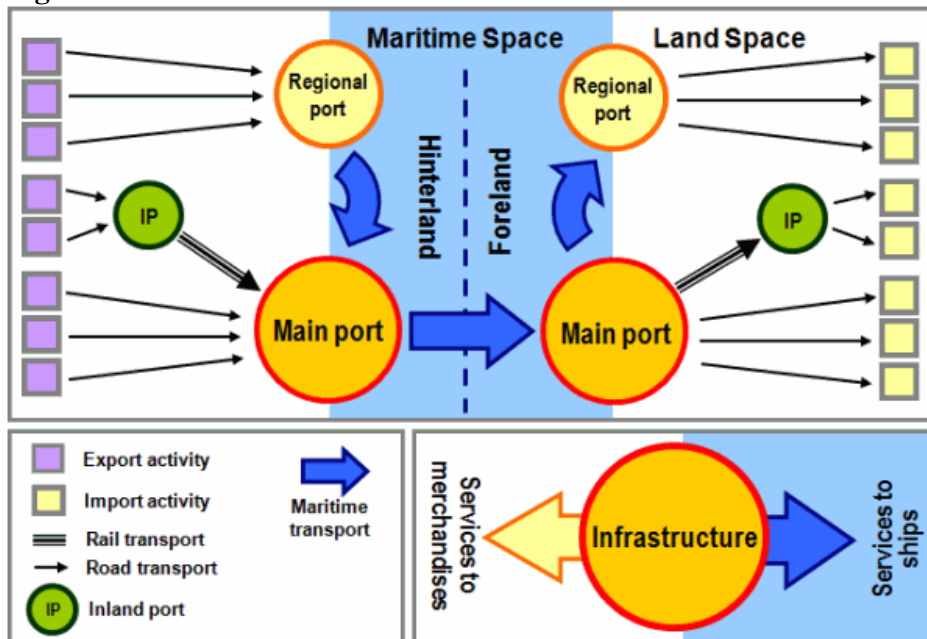 Maritime Space
Land Space
Regional
port
Regional
port
Hinterland
Foreland
IP
IP
Main port
Main port
Export activity
Import activity
Rail transport
Road transport
IP
Inland port
Maritime
transport
Services to
merchandises
Infrastructure
Services to
ships